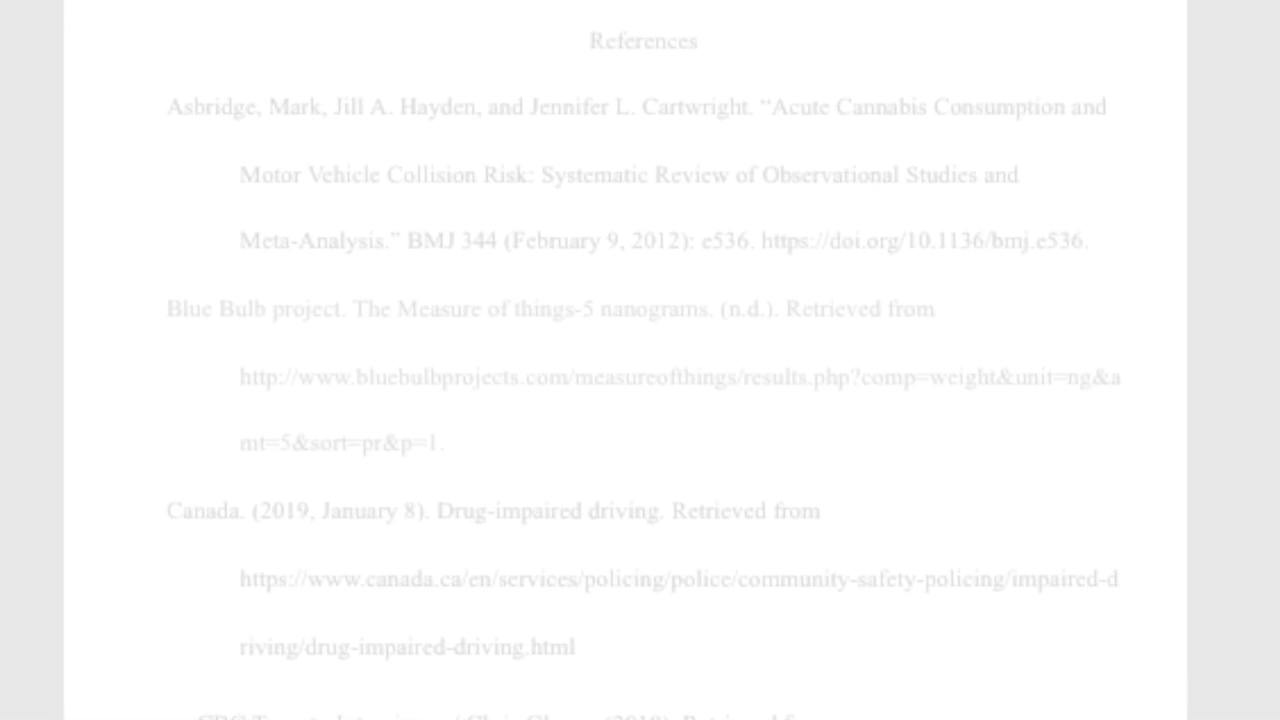 References
Asbridge, Mark, Jill A. Hayden, and Jennifer L. Cartwright. “Acute Cannabis Consumption and
Motor Vehicle Collision Risk: Systematic Review of Observational Studies and
Meta-Analysis.” BMJ 344 (February 9, 2012): e536. https://doi.org/10.1136/bmj.e536.
Blue Bulb project. The Measure of things-5 nanograms. (n.d.). Retrieved from
http://www.bluebulbprojects.com/measureofthings/results.php?comp=weight&unit=ng&a
mt=5&sort=pr&p=1.
Canada. (2019, January 8). Drug-impaired driving. Retrieved from
https://www.canada.ca/en/services/policing/police/community-safety-policing/impaired-d
riving/drug-impaired-driving.html